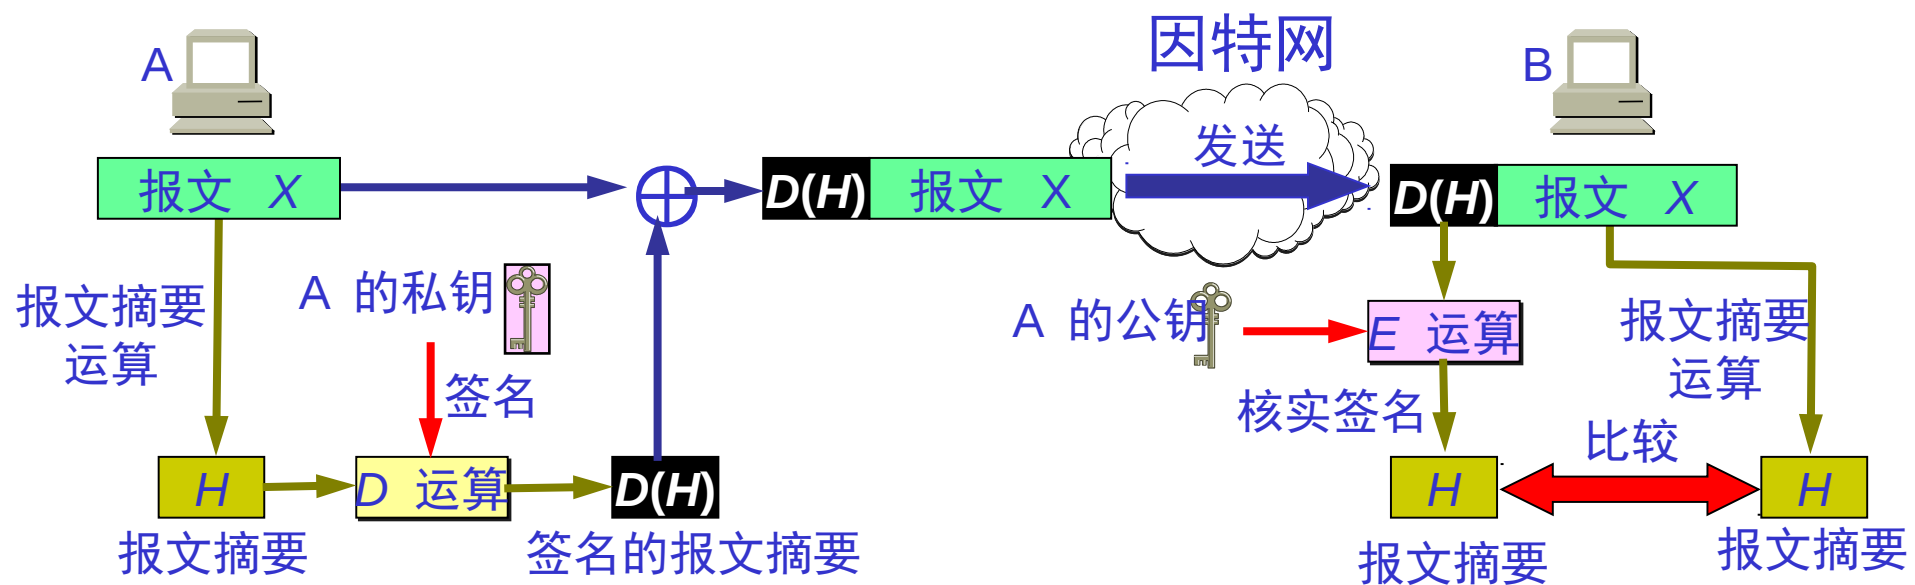 因特网
A
B
发送
报文 X
D(H) 报文 X
D(H) 报文 X
A 的私钥
A 的公钥
报文摘要
运算
签名
E 运算
报文摘要
运算
核实签名
比较
H
D 运算
D(H)
H
H
报文摘要
签名的报文摘要
报文摘要
报文摘要